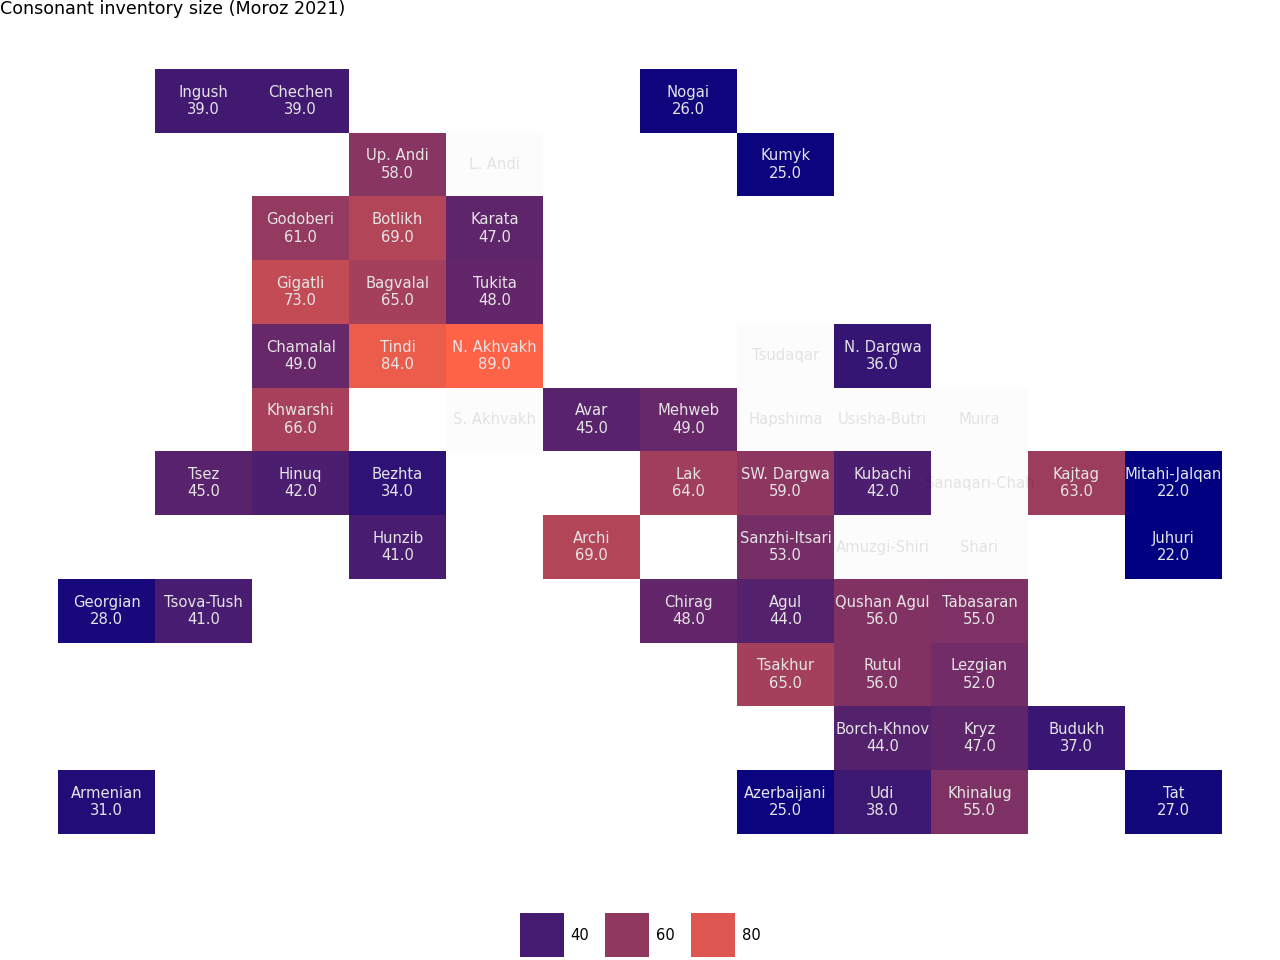 Consonant inventory size (Moroz 2021)
Ingush Chechen Nogai
39.0 39.0 26.0
Up. Andi L. Andi Kumyk
58.0 25.0
Godoberi Botlikh Karata
61.0 69.0 47.0
Gigatli Bagvalal Tukita
73.0 65.0 48.0
Chamalal Tindi N. Akhvakh Tsudaqar N. Dargwa
49.0 84.0 89.0 36.0
Khwarshi S. Akhvakh Avar Mehweb Hapshima Usisha-Butri Muira
66.0 45.0 49.0
Tsez Hinuq Bezhta Lak SW. Dargwa Kubachi Kajtag Mitahi-Jalqan
45.0 42.0 34.0 64.0 59.0 42.0 63.0 22.0
Hunzib Archi Sanzhi-Itsari Amuzgi-Shiri Shari Juhuri
41.0 69.0 53.0 22.0
Georgian Tsova-Tush Chirag Agul Qushan Agul Tabasaran
28.0 41.0 48.0 44.0 56.0 55.0
Tsakhur Rutul Lezgian
65.0 56.0 52.0
Borch-Khnov Kryz Budukh
44.0 47.0 37.0
Armenian Azerbaijani Udi Khinalug Tat
31.0 25.0 38.0 55.0 27.0
40 60 80